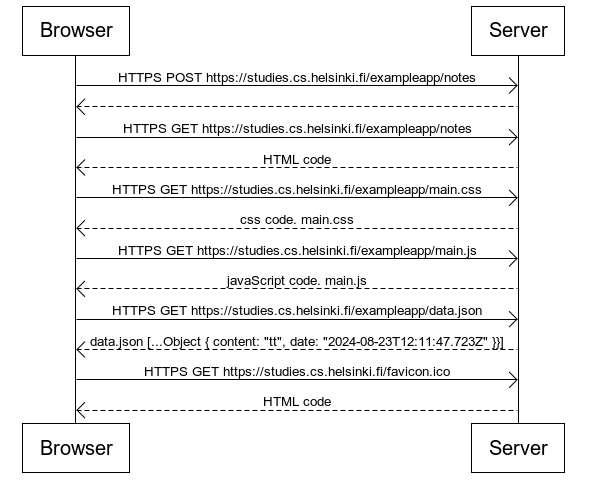 Browser
Server
HTTPS POST https://studies.cs.helsinki.fi/exampleapp/notes
HTTPS GET https://studies.cs.helsinki.fi/exampleapp/notes
HTML code
HTTPS GET https://studies.cs.helsinki.fi/exampleapp/main.css
css code. main.css
HTTPS GET https://studies.cs.helsinki.fi/exampleapp/main.js
javaScript code. main.js
HTTPS GET https://studies.cs.helsinki.fi/exampleapp/data.json
data.json [...Object { content: "tt", date: "2024-08-23T12:11:47.723Z" }}]
HTTPS GET https://studies.cs.helsinki.fi/favicon.ico
HTML code
Browser
Server